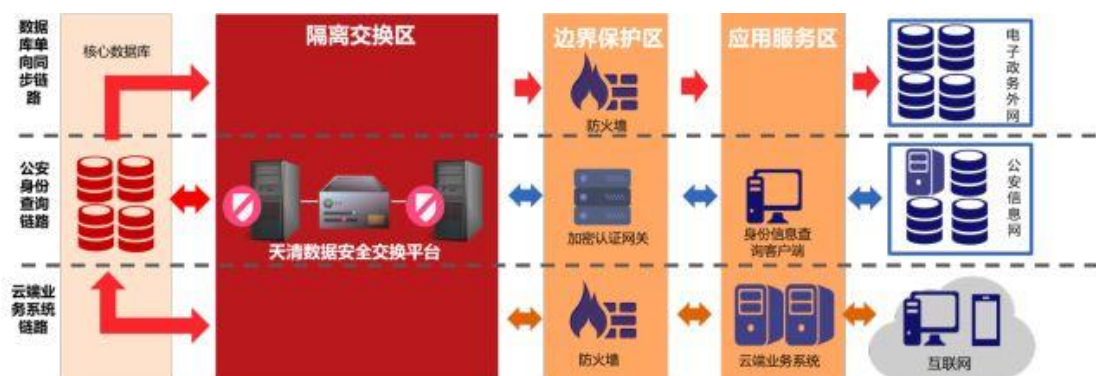 数据
库单
向同
步链
路
核心数据库
隔离交换区
边界保护区
应用服务区
防火墙
电子政务外网
公安
身份
查询
链路
天清数据安全交换平台
加密认证网关
身份信息查
询客户端
公安信息网
云端业
务系统
链路
防火墙
云端业务系统
互联网